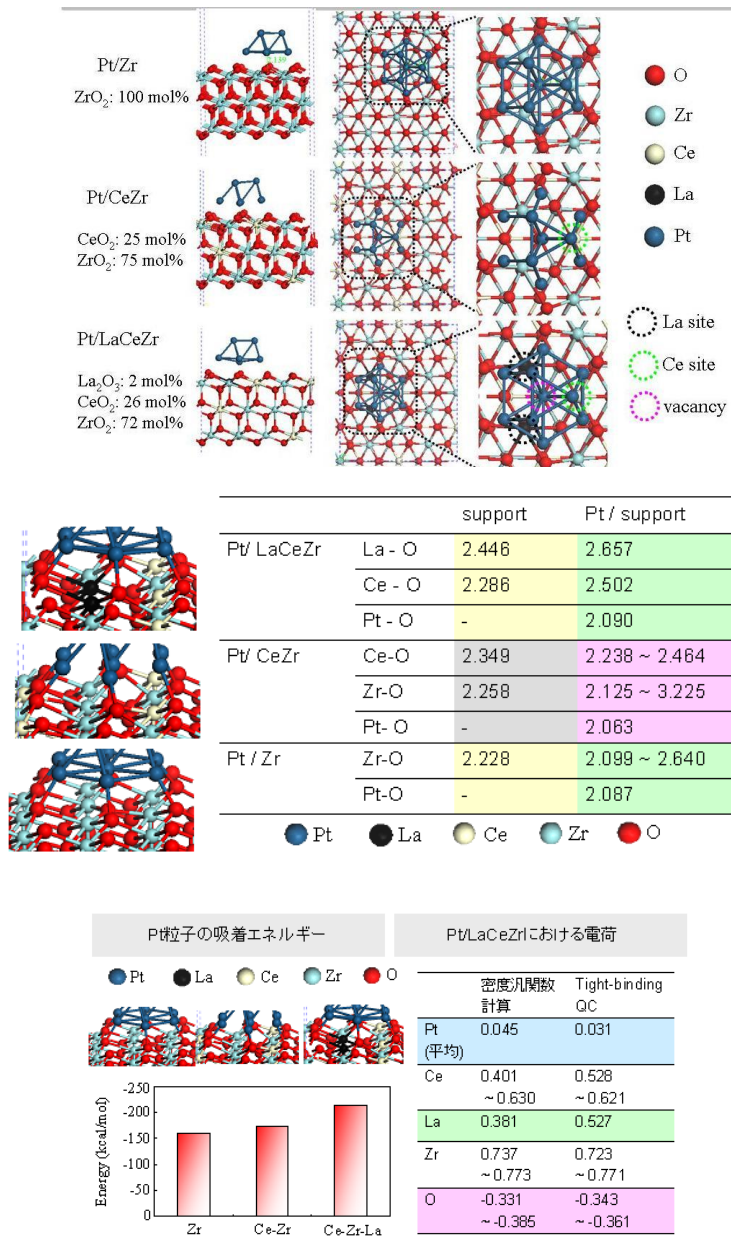 Pt/Zr
ZrO₂: 100 mol%
2.139
O
Zr
Ce
La
Pt
Pt/CeZr
CeO₂: 25 mol%
ZrO₂: 75 mol%
Pt/LaCeZr
La₂O₃: 2 mol%
CeO₂: 26 mol%
ZrO₂: 72 mol%
La site
Ce site
vacancy
support Pt / support
Pt/ LaCeZr La - O 2.446 2.657
Ce - O 2.286 2.502
Pt - O - 2.090
Pt/ CeZr Ce-O 2.349 2.238 ~ 2.464
Zr-O 2.258 2.125 ~ 3.225
Pt- O - 2.063
Pt / Zr Zr-O 2.228 2.099 ~ 2.640
Pt-O - 2.087
Pt La Ce Zr O
Pt粒子の吸着エネルギー
Pt La Ce Zr O
Energy (kcal/mol)
-250
-200
-150
-100
-50
0
Zr Ce-Zr Ce-Zr-La
Pt/LaCeZrにおける電荷
密度汎関数 Tight-binding
計算 QC
Pt 0.045 0.031
(平均)
Ce 0.401 0.528
~0.630 ~0.621
La 0.381 0.527
Zr 0.737 0.723
~0.773 ~0.771
O -0.331 -0.343
~-0.385 ~-0.361